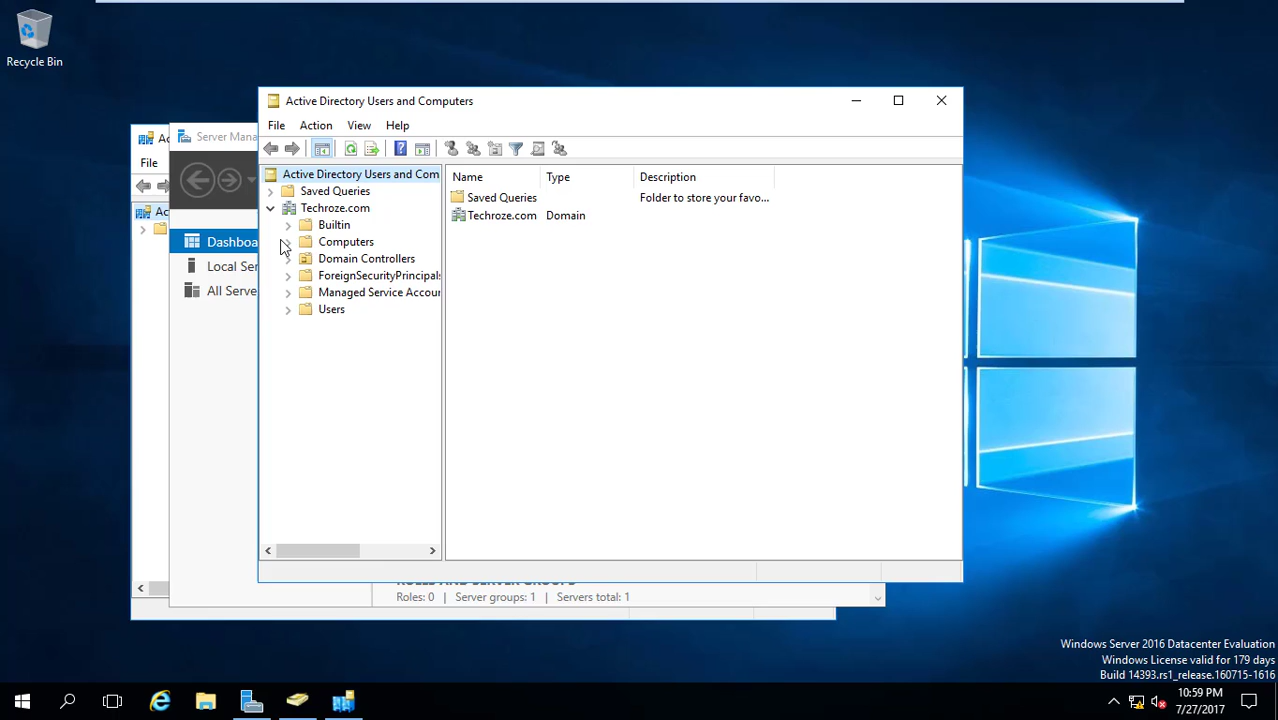 Recycle Bin
Active Directory Users and Computers
File Action View Help
Server Mana
File
Dashboa
Local Ser
All Serve
Active Directory Users and Com
Saved Queries
Techroze.com
Builtin
Computers
Domain Controllers
ForeignSecurityPrincipals
Managed Service Accour
Users
Name Type Description
Saved Queries Folder to store your favo...
Techroze.com Domain
Roles: 0 | Server groups: 1 | Servers total: 1
Windows Server 2016 Datacenter Evaluation
Windows License valid for 179 days
Build 14393.rs1_release.160715-1616
10:59 PM
7/27/2017